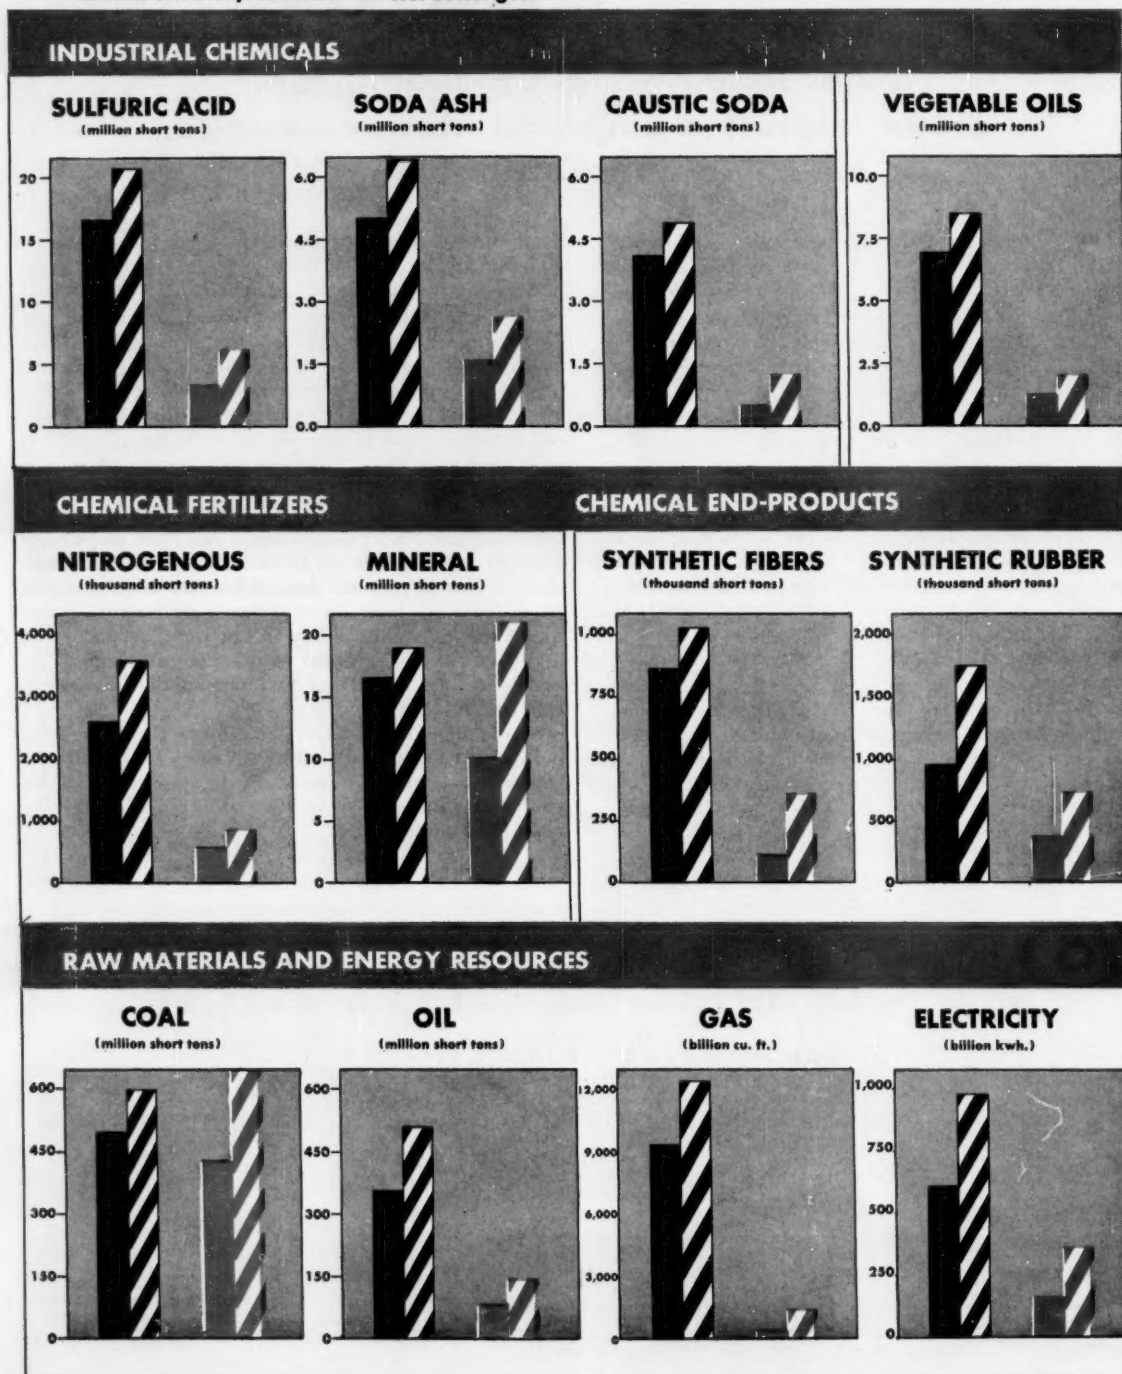 INDUSTRIAL CHEMICALS
SULFURIC ACID
(million short tons)
20
15
10
5
0
SODA ASH
(million short tons)
6.0
4.5
3.0
1.5
0.0
CAUSTIC SODA
(million short tons)
6.0
4.5
3.0
1.5
0.0
VEGETABLE OILS
(million short tons)
10.0
7.5
5.0
2.5
0.0
CHEMICAL FERTILIZERS
NITROGENOUS
(thousand short tons)
4,000
3,000
2,000
1,000
0
MINERAL
(million short tons)
20
15
10
5
0
CHEMICAL END-PRODUCTS
SYNTHETIC FIBERS
(thousand short tons)
1,000
750
500
250
0
SYNTHETIC RUBBER
(thousand short tons)
2,000
1,500
1,000
500
0
RAW MATERIALS AND ENERGY RESOURCES
COAL
(million short tons)
600
450
300
150
0
OIL
(million short tons)
600
450
300
150
0
GAS
(billion cu. ft.)
12,000
9,000
6,000
3,000
0
ELECTRICITY
(billion kwh.)
1,000
750
500
250
0